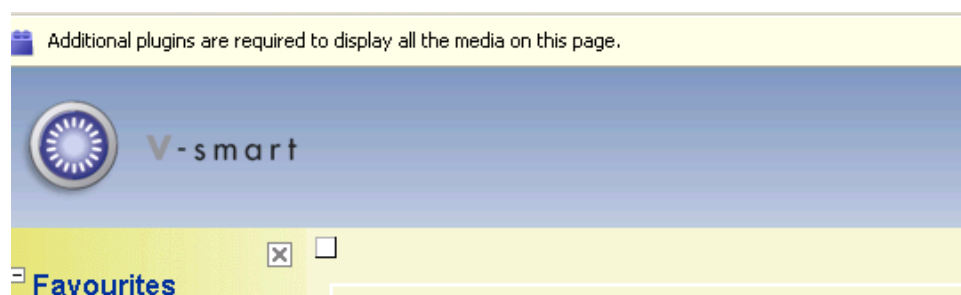 Additional plugins are required to display all the media on this page.
V-smart
Favourites